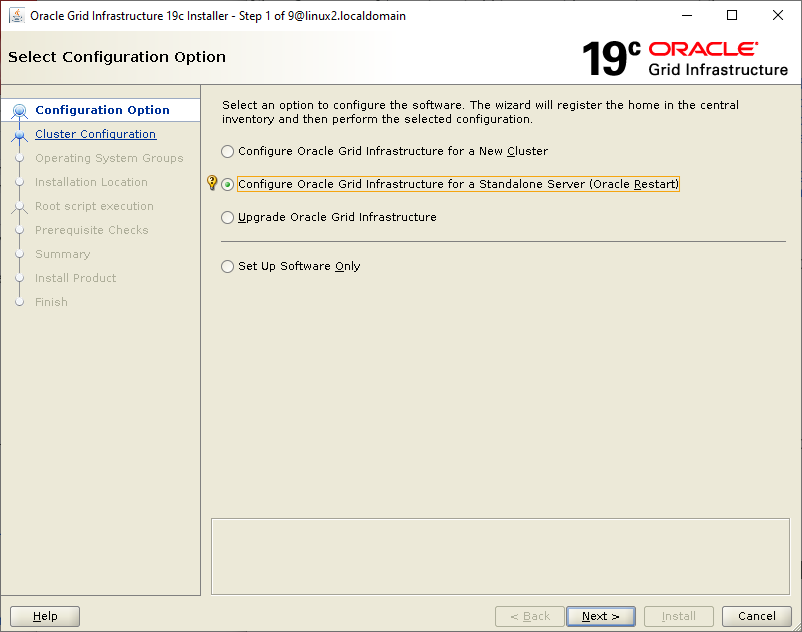 Oracle Grid Infrastructure 19c Installer - Step 1 of 9@linux2.localdomain
Select Configuration Option
19c ORACLE
Grid Infrastructure
Configuration Option
Cluster Configuration
Operating System Groups
Installation Location
Root script execution
Prerequisite Checks
Summary
Install Product
Finish
Select an option to configure the software. The wizard will register the home in the central
inventory and then perform the selected configuration.
Configure Oracle Grid Infrastructure for a New Cluster
Configure Oracle Grid Infrastructure for a Standalone Server (Oracle Restart)
Upgrade Oracle Grid Infrastructure
Set Up Software Only
Help
< Back
Next >
Install
Cancel